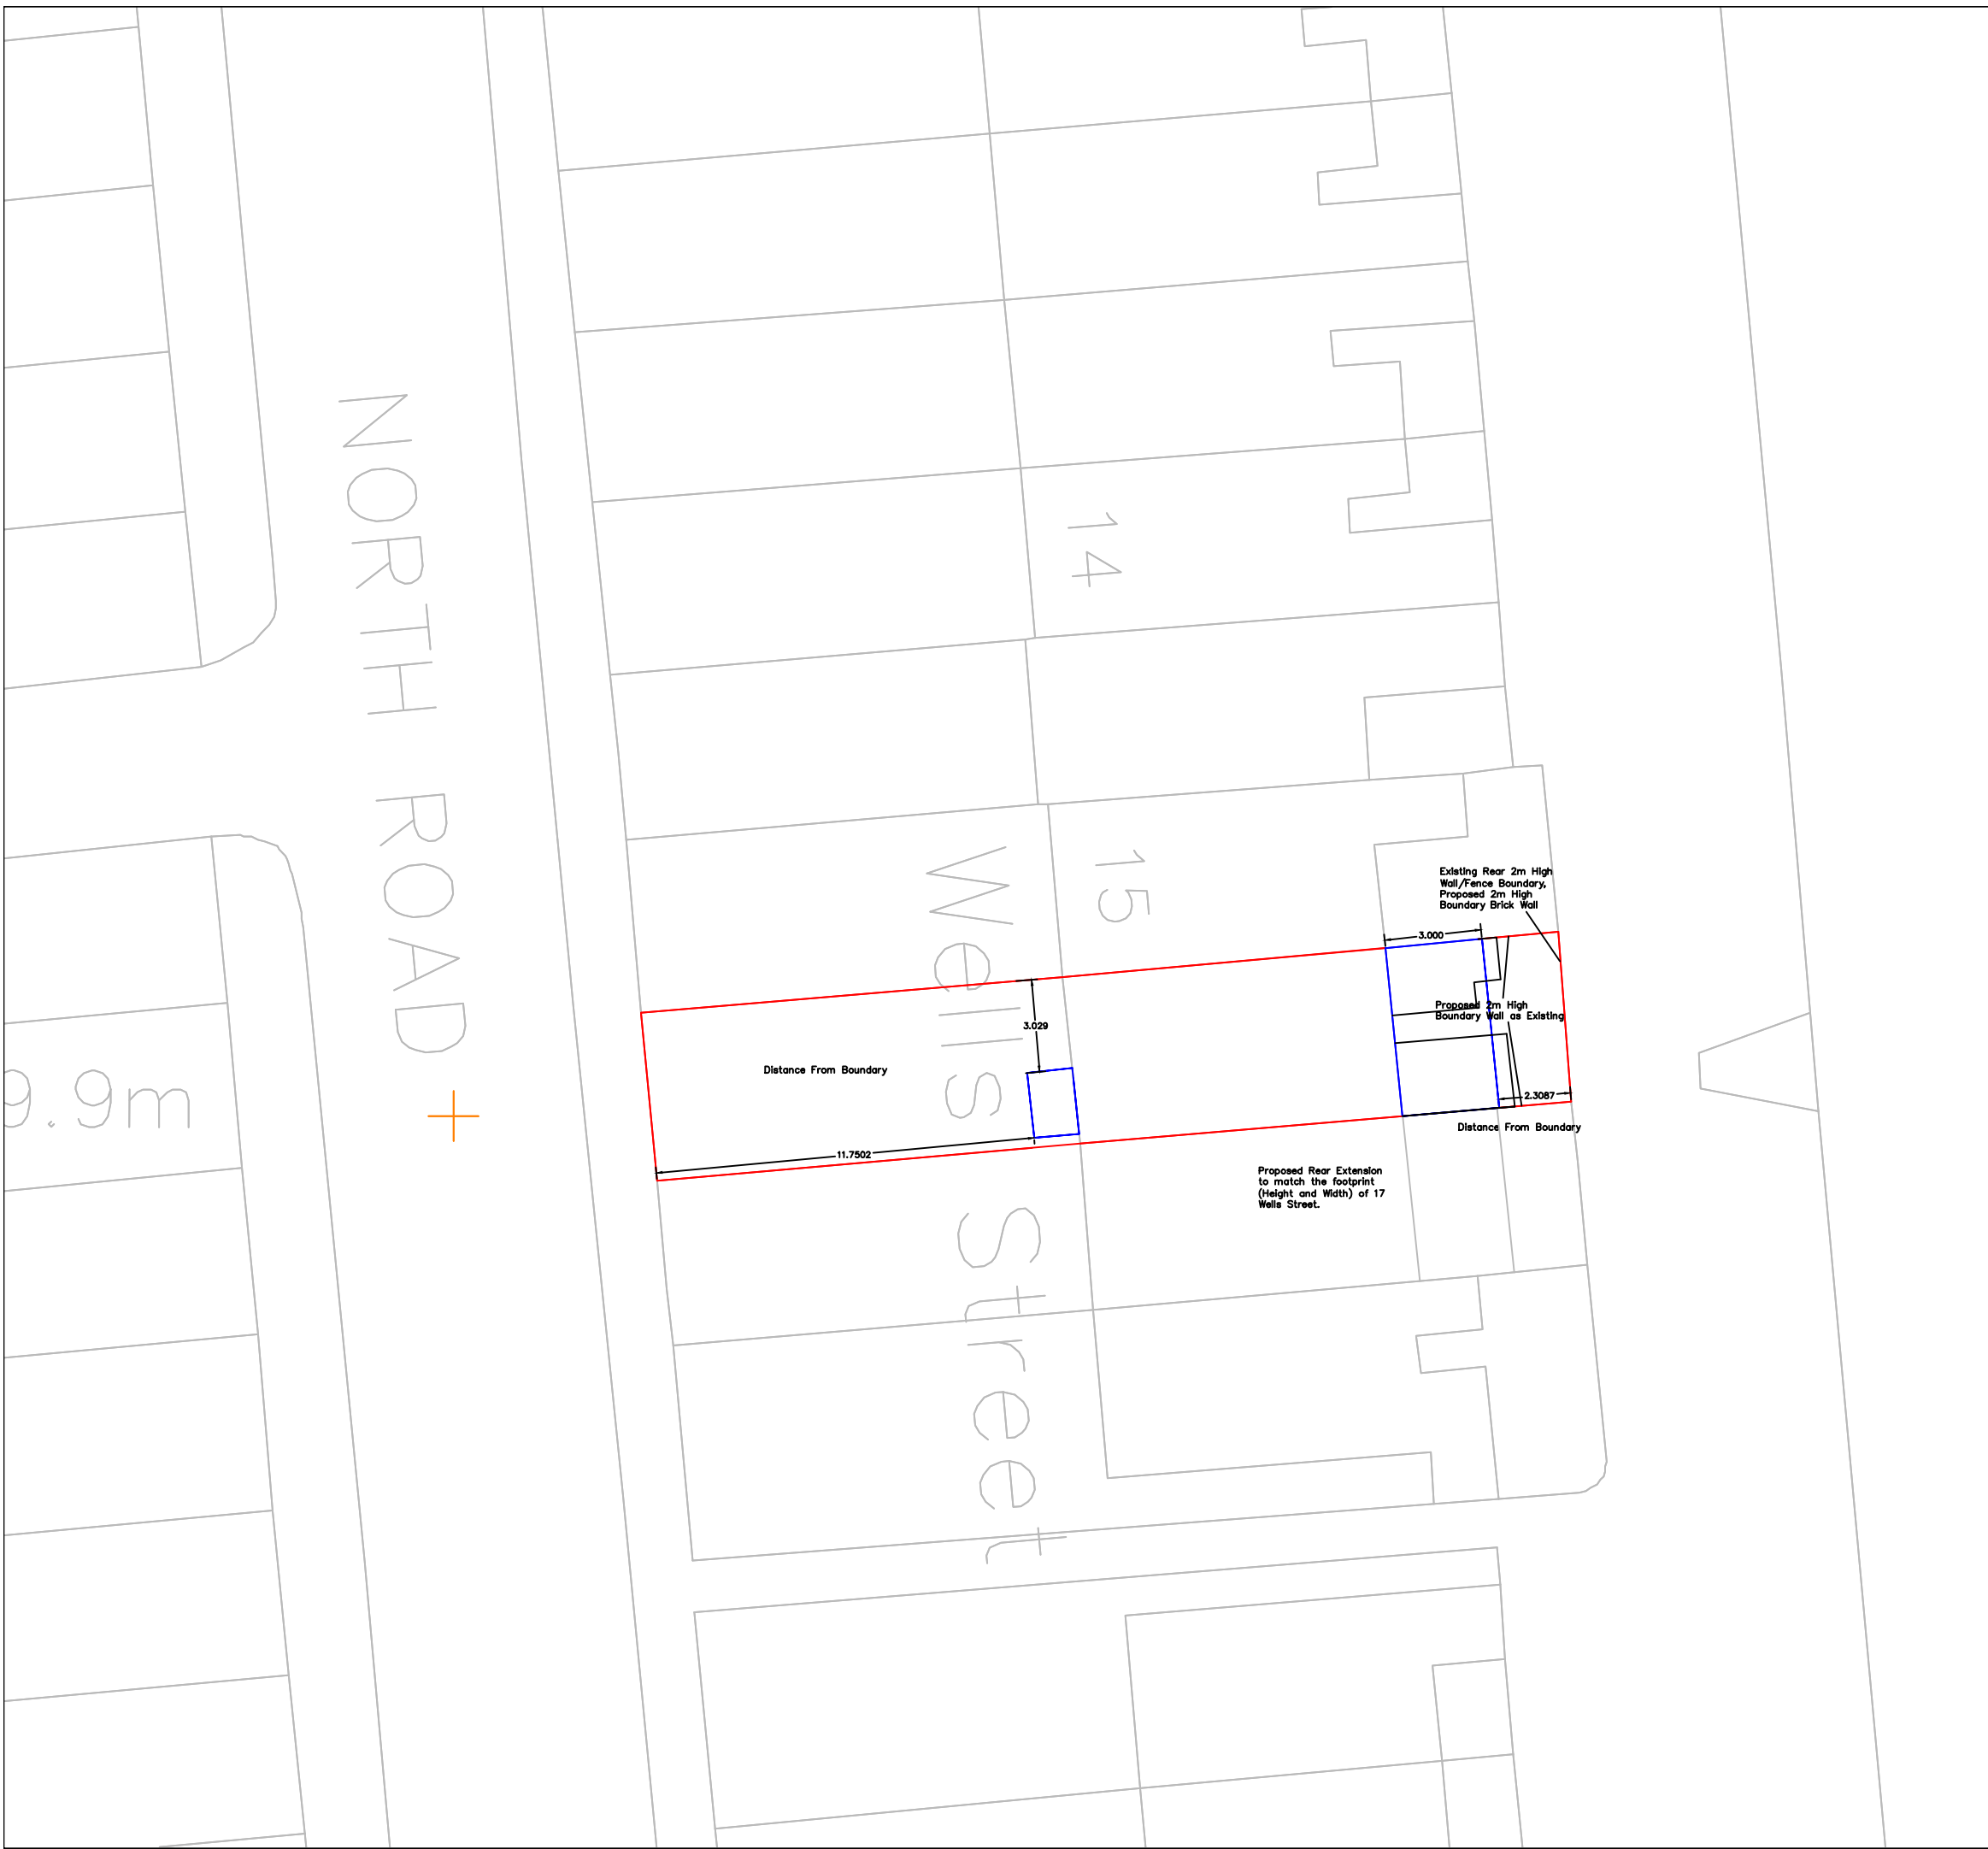 NORTH ROAD
9.9m
14
15
Wells Street
Existing Rear 2m High
Wall/Fence Boundary,
Proposed 2m High
Boundary Brick Wall
3.000
Proposed 2m High
Boundary Wall as Existing
3.029
Distance From Boundary
2.3087
Distance From Boundary
11.7502
Proposed Rear Extension
to match the footprint
(Height and Width) of 17
Wells Street.